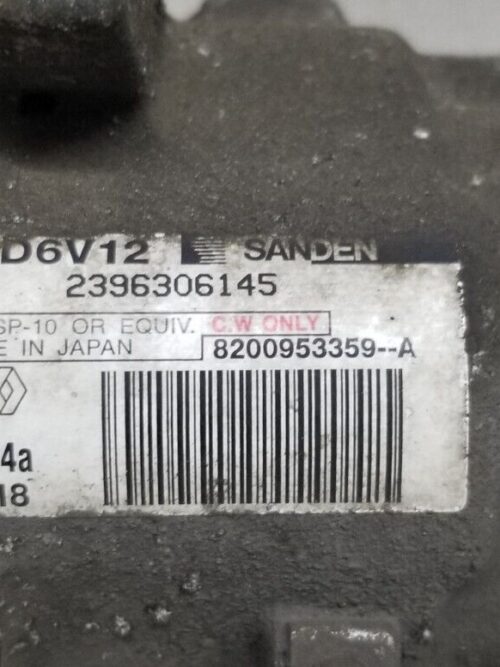 D6V12 SANDEN
2396306145
SP-10 OR EQUIV. C.W ONLY
E IN JAPAN 8200953359--A
4a
18